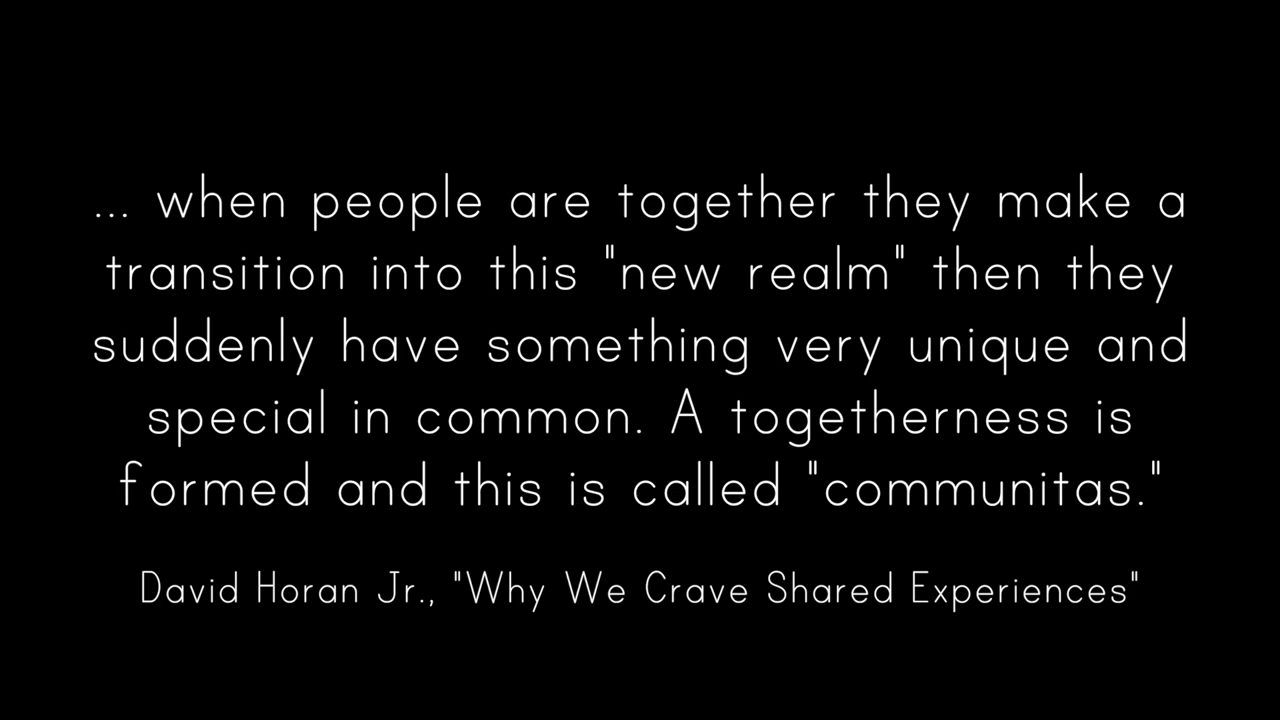 ... when people are together they make a
transition into this "new realm" then they
suddenly have something very unique and
special in common. A togetherness is
formed and this is called "communitas."
David Horan Jr., "Why We Crave Shared Experiences"